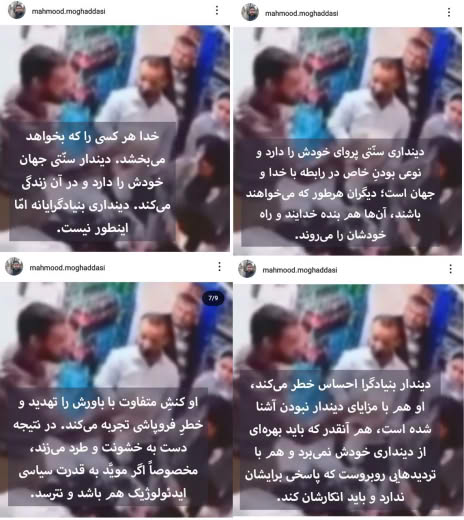 mahmood.moghaddasi
دینداری سنّتی پروای خودش را دارد و
نوعی بودنِ خاص در رابطه با خدا و
جهان است؛ دیگران هرطور که می‌خواهند
باشند، آن‌ها هم بنده خدایند و راه
خودشان را می‌روند.
mahmood.moghaddasi
خدا هر کسی را که بخواهد
می‌بخشد. دیندار سنّتی جهان
خودش را دارد و در آن زندگی
می‌کند. دینداری بنیادگرایانه امّا
اینطور نیست.
mahmood.moghaddasi
دیندار بنیادگرا احساس خطر می‌کند،
او هم با مزایای دیندار نبودن آشنا
شده است، هم آنقدر که باید بهره‌ای
از دینداری خودش نمی‌برد و هم با
تردیدهایی روبروست که پاسخی برایشان
ندارد و باید انکارشان کند.
mahmood.moghaddasi
7/9
او کنشِ متفاوت با باورش را تهدید و
خطرِ فروپاشی تجربه می‌کند. در نتیجه
دست به خشونت و طرد می‌زند،
مخصوصاً اگر مویَّد به قدرت سیاسی
ایدئولوژیک هم باشد و نترسد.